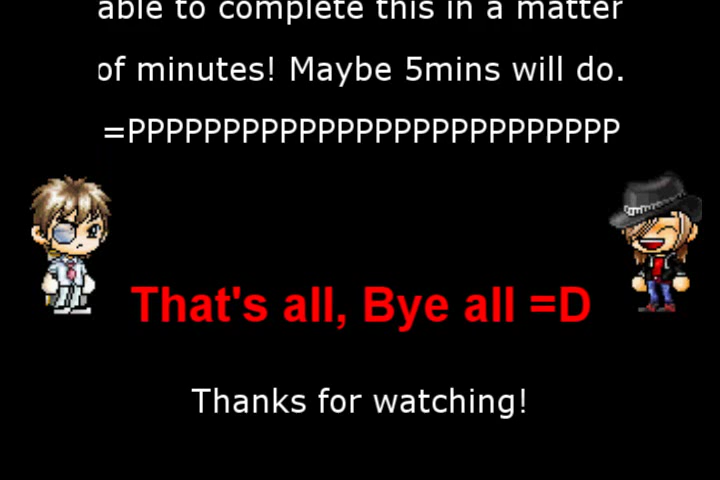 able to complete this in a matter
of minutes! Maybe 5mins will do.
=PPPPPPPPPPPPPPPPPPPPPPPPPPP
That's all, Bye all =D
Thanks for watching!